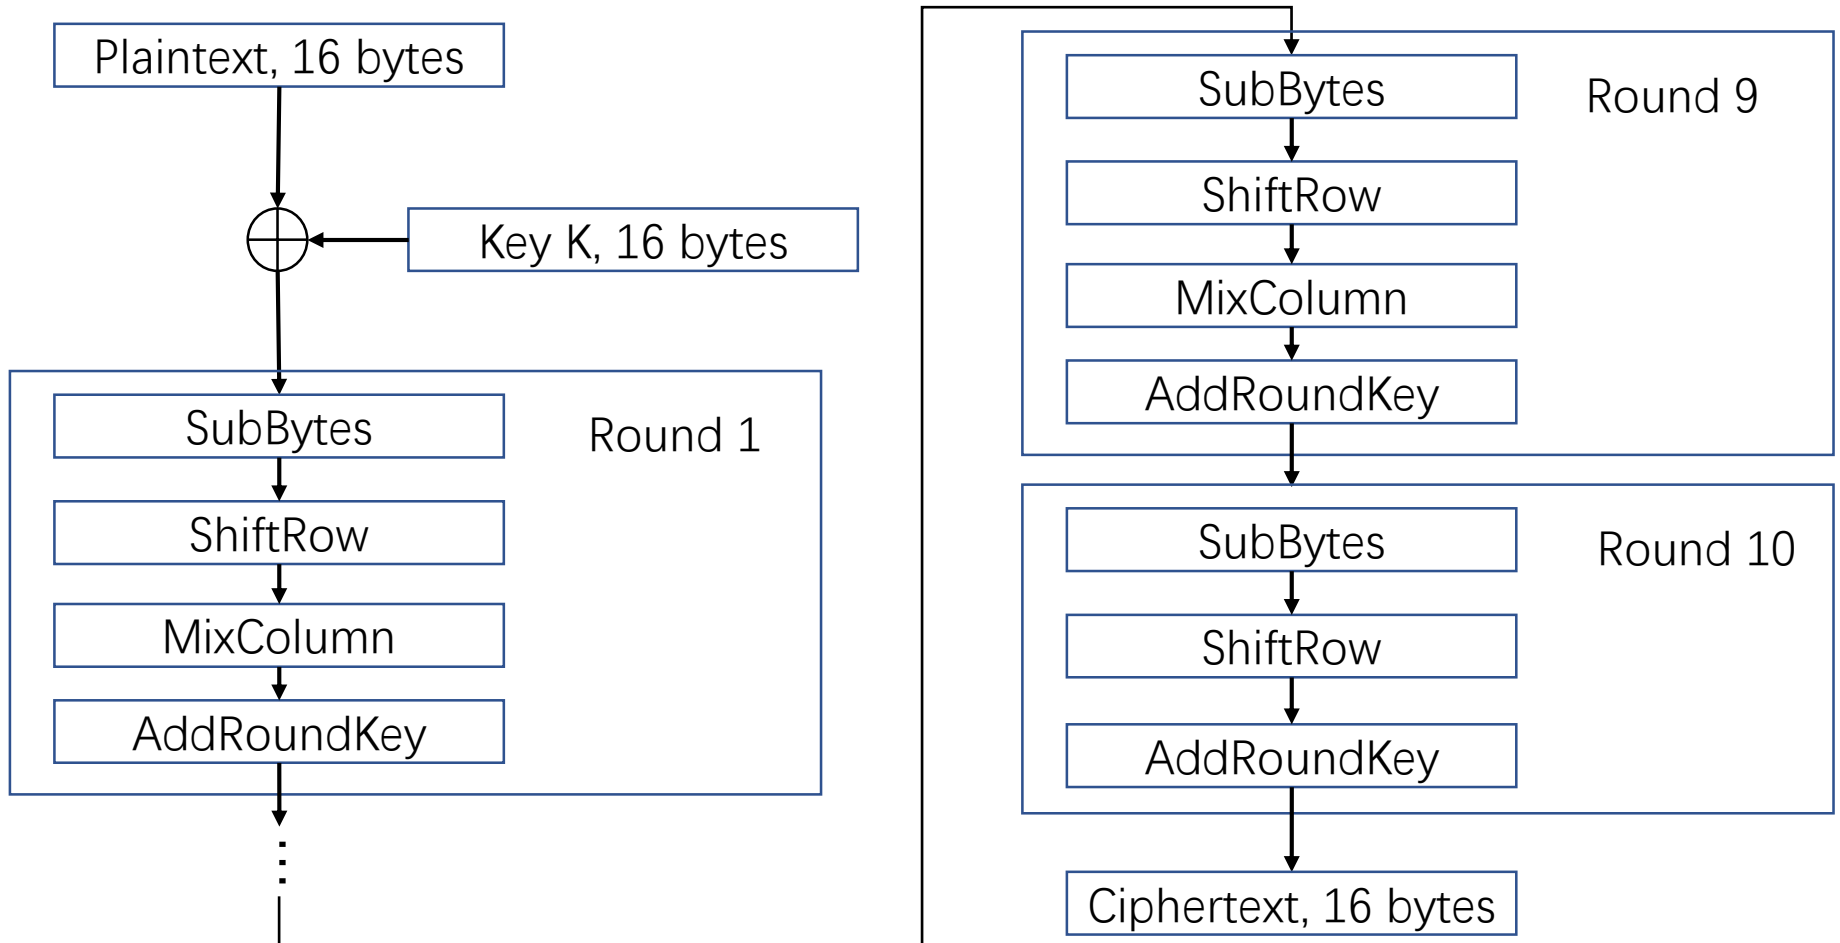 Plaintext, 16 bytes
Key K, 16 bytes
Round 1
SubBytes
ShiftRow
MixColumn
AddRoundKey
Round 9
SubBytes
ShiftRow
MixColumn
AddRoundKey
Round 10
SubBytes
ShiftRow
AddRoundKey
Ciphertext, 16 bytes